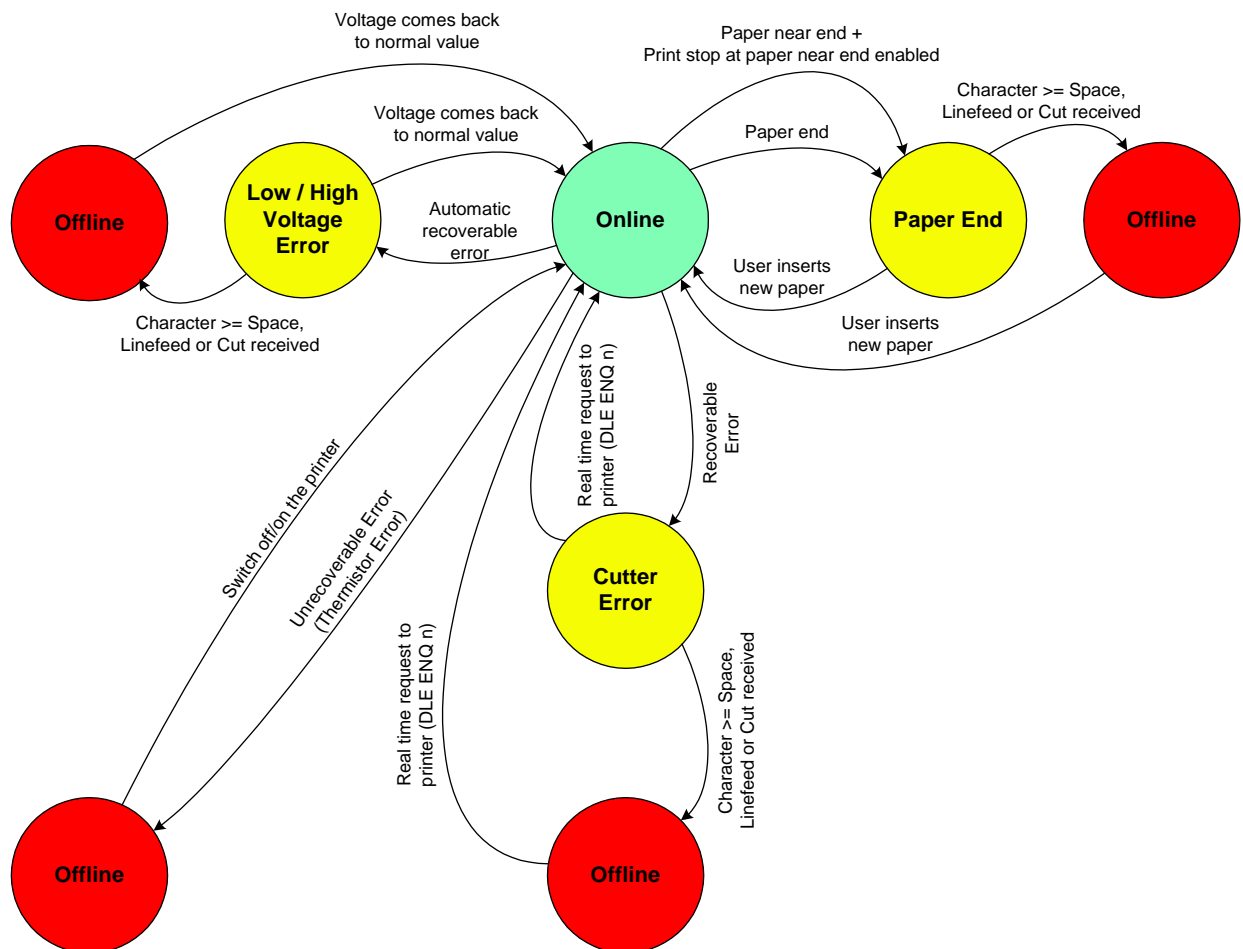 Voltage comes back
to normal value
Paper near end +
Print stop at paper near end enabled
Voltage comes back
to normal value
Character >= Space,
Linefeed or Cut received
Paper end
Offline
Low / High
Voltage
Error
Automatic
recoverable
error
Online
Paper End
Offline
User inserts
new paper
Character >= Space,
Linefeed or Cut received
User inserts
new paper
Real time request to
printer (DLE ENQ n)
Recoverable
Error
Switch off/on the printer
Unrecoverable Error
(Thermistor Error)
Cutter
Error
Real time request to
printer (DLE ENQ n)
Character >= Space,
Linefeed or Cut received
Offline
Offline